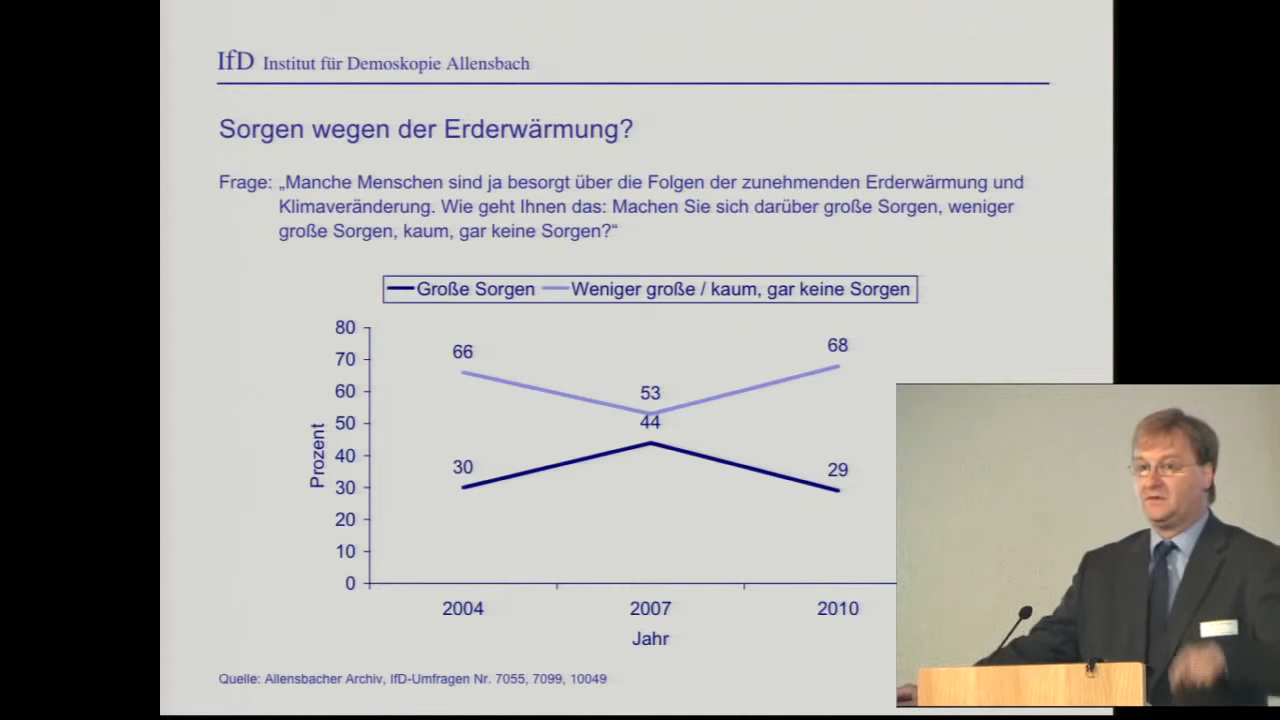 IfD Institut für Demoskopie Allensbach
Sorgen wegen der Erderwärmung?
Frage: „Manche Menschen sind ja besorgt über die Folgen der zunehmenden Erderwärmung und
Klimaveränderung. Wie geht Ihnen das: Machen Sie sich darüber große Sorgen, weniger
große Sorgen, kaum, gar keine Sorgen?“
Große Sorgen Weniger große / kaum, gar keine Sorgen
80
70
60
50
40
30
20
10
0
Prozent
66
53
68
30
44
29
2004 2007 2010
Jahr
Quelle: Allensbacher Archiv, IfD-Umfragen Nr. 7055, 7099, 10049